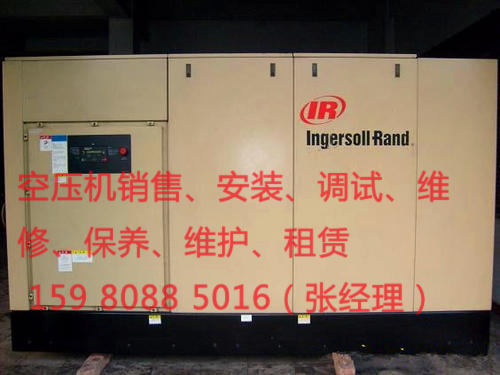 IR
Ingersoll-Rand
空压机销售、安装、调试、维
修、保养、维护、租赁
159 8088 5016（张经理）